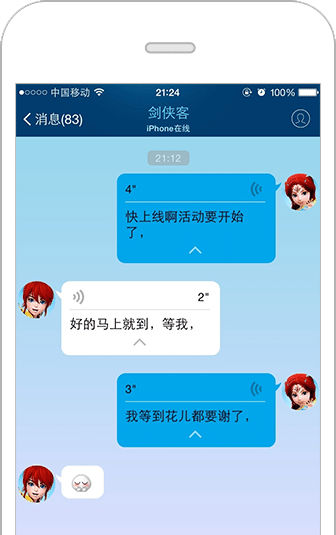 中国移动 21:24 100%
消息(83) 剑侠客
iPhone在线
21:12
4"
快上线啊活动要开始
了，
2"
好的马上就到，等我，
3"
我等到花儿都要谢了，